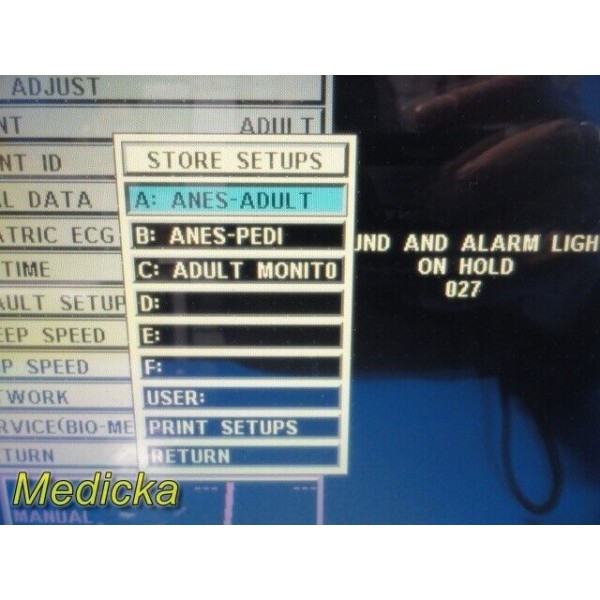 ADJUST
NT ADULT
NT ID
L DATA
TRIC ECG
TIME
AULT SETUP
EEP SPEED
P SPEED
TWORK
RVICE(BIO-ME
TURN
STORE SETUPS
A: ANES-ADULT
B: ANES-PEDI
C: ADULT MONITO
D:
E:
F:
USER:
PRINT SETUPS
RETURN
UND AND ALARM LIGH
ON HOLD
027
Medicka
MANUAL